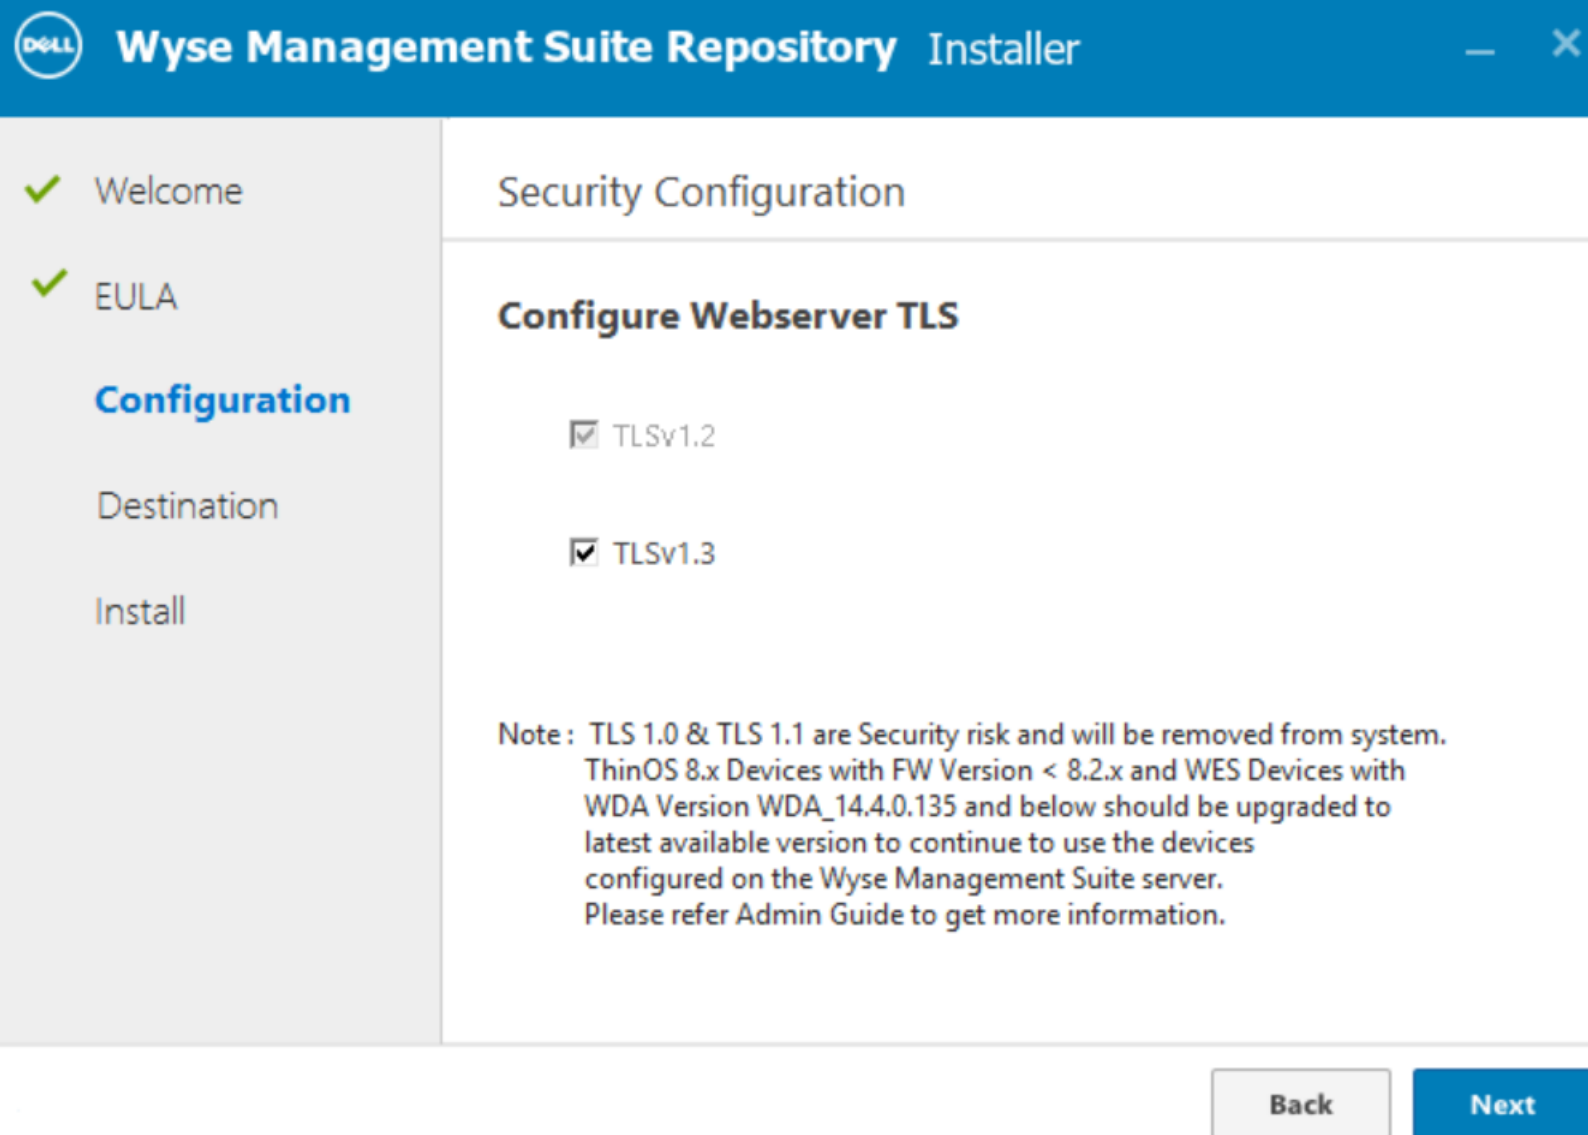 DELL
Wyse Management Suite Repository Installer
Welcome
EULA
Configuration
Destination
Install
Security Configuration
Configure Webserver TLS
TLSv1.2
TLSv1.3
Note : TLS 1.0 & TLS 1.1 are Security risk and will be removed from system.
ThinOS 8.x Devices with FW Version < 8.2.x and WES Devices with
WDA Version WDA_14.4.0.135 and below should be upgraded to
latest available version to continue to use the devices
configured on the Wyse Management Suite server.
Please refer Admin Guide to get more information.
Back
Next